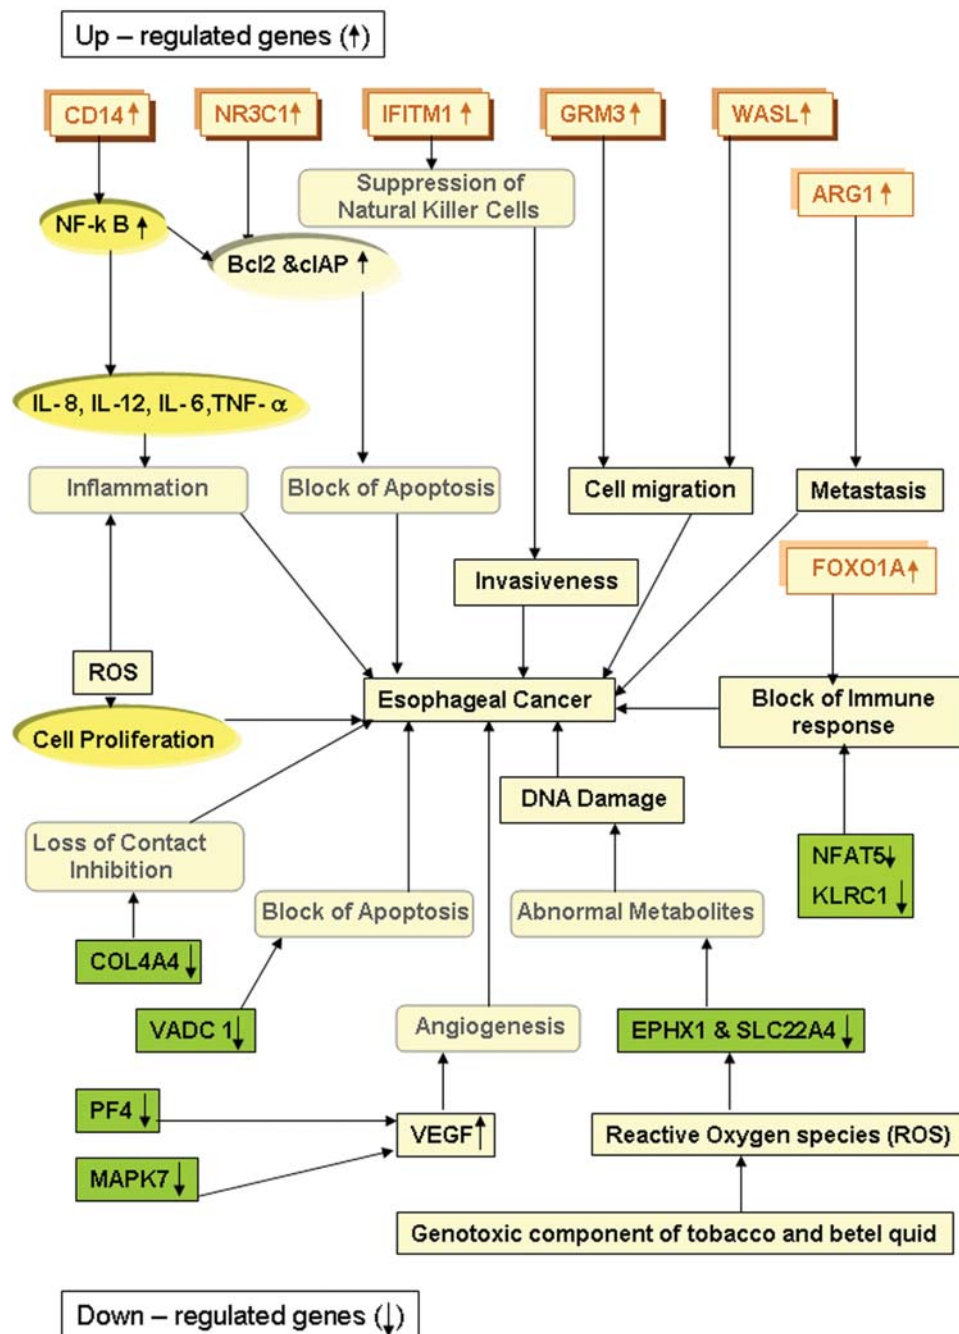 Up – regulated genes (↑)
CD14↑
NR3C1↑
IFITM1 ↑
GRM3↑
WASL↑
Suppression of
Natural Killer Cells
ARG1 ↑
NF-k B ↑
Bcl2 &cIAP ↑
IL- 8, IL-12, IL- 6,TNF- α
Inflammation
Block of Apoptosis
Cell migration
Metastasis
Invasiveness
FOXO1A↑
ROS
Esophageal Cancer
Block of Immune
response
Cell Proliferation
DNA Damage
Loss of Contact
Inhibition
NFAT5↓
KLRC1 ↓
Block of Apoptosis
Abnormal Metabolites
COL4A4↓
VADC 1↓
Angiogenesis
EPHX1 & SLC22A4 ↓
PF4 ↓
VEGF↑
Reactive Oxygen species (ROS)
MAPK7↓
Genotoxic component of tobacco and betel quid
Down – regulated genes (↓)